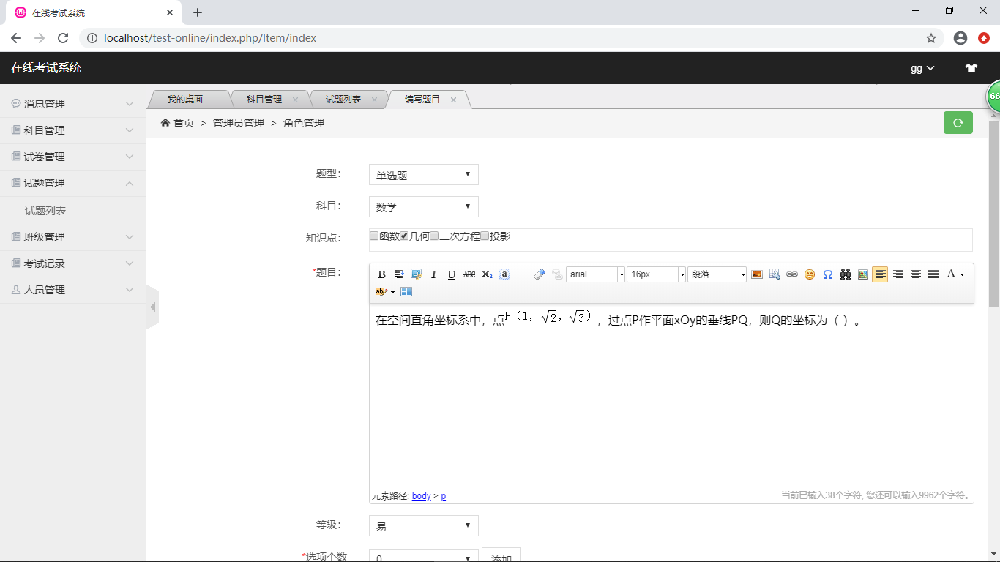 在线考试系统
localhost/test-online/index.php/Item/index
在线考试系统
gg
消息管理
科目管理
试卷管理
试题管理
试题列表
班级管理
考试记录
人员管理
我的桌面 科目管理 试题列表 编写题目
66
首页 > 管理员管理 > 角色管理
题型: 单选题
科目: 数学
知识点: 函数 几何 二次方程 投影
*题目:
B I U ABC X₂ a arial 16px 段落 Ω A
ab
在空间直角坐标系中，点P（1，√2，√3），过点P作平面xOy的垂线PQ，则Q的坐标为（ ）。
元素路径: body > p 当前已输入38个字符, 您还可以输入9962个字符。
等级: 易
*选项个数 0 添加